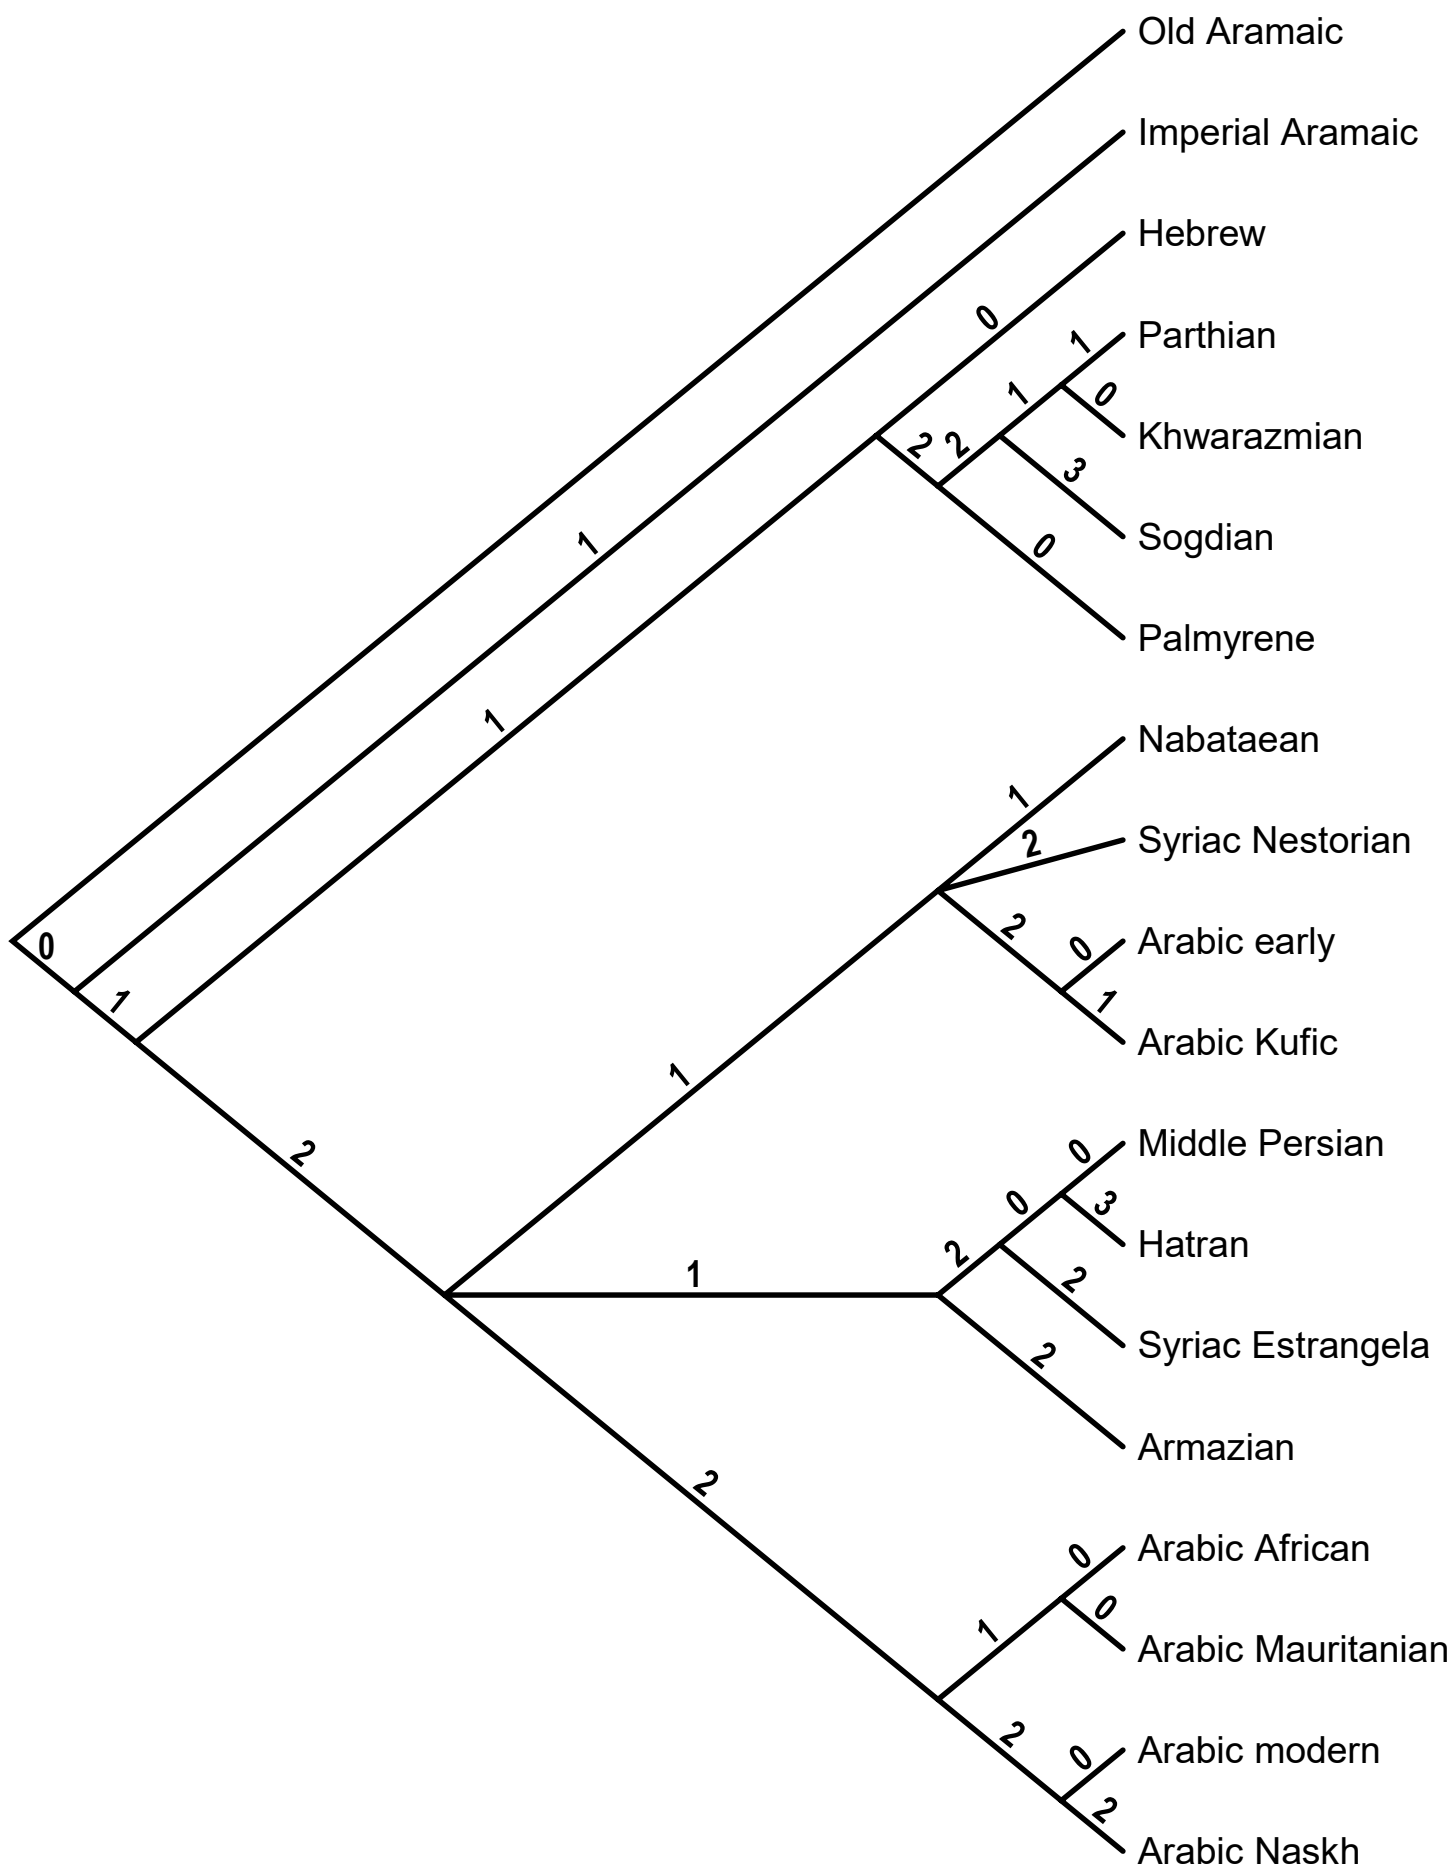 Old Aramaic
Imperial Aramaic
Hebrew
0
Parthian
1
1
0
Khwarazmian
2
2
3
Sogdian
1
0
Palmyrene
1
Nabataean
1
2
Syriac Nestorian
2
0
Arabic early
0
1
1
Arabic Kufic
1
2
0
Middle Persian
0
3
2
Hatran
1
2
Syriac Estrangela
2
Armazian
2
0
Arabic African
0
1
Arabic Mauritanian
2
0
Arabic modern
2
Arabic Naskh